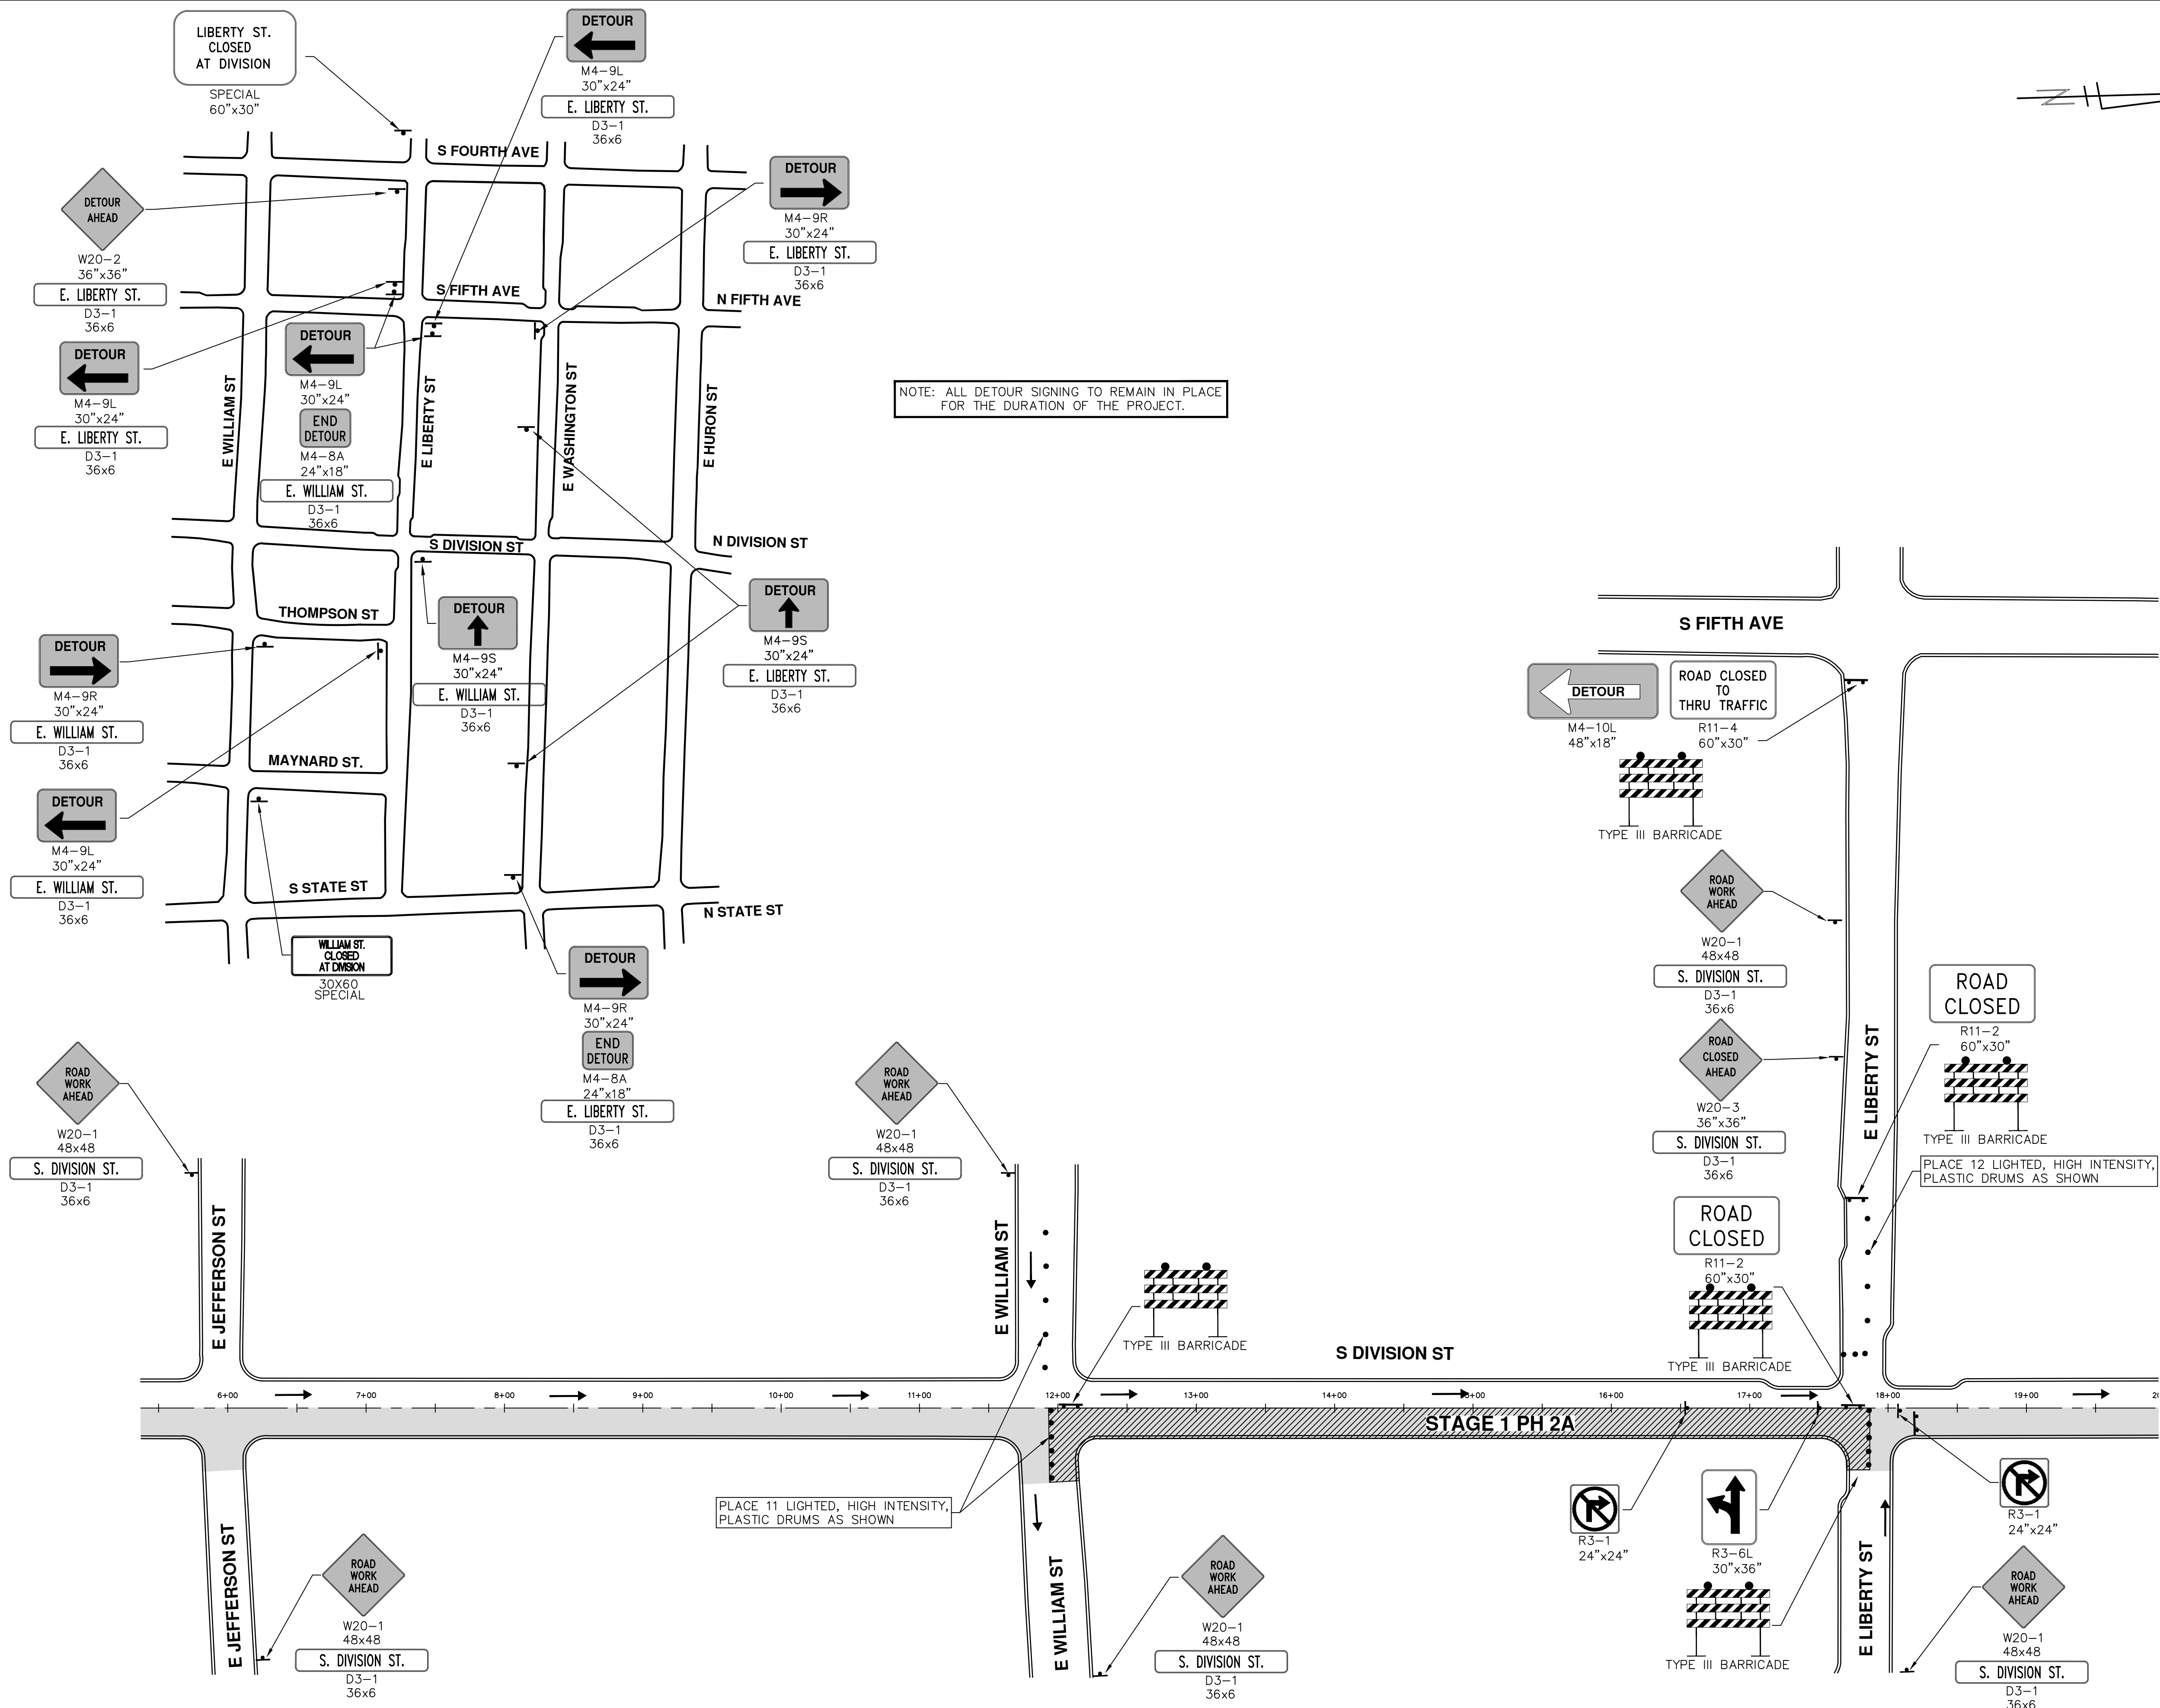 LIBERTY ST.
CLOSED
AT DIVISION
SPECIAL
60"x30"
DETOUR
M4-9L
30"x24"
E. LIBERTY ST.
D3-1
36x6
DETOUR
M4-9R
30"x24"
E. LIBERTY ST.
D3-1
36x6
DETOUR
AHEAD
W20-2
36"x36"
E. LIBERTY ST.
D3-1
36x6
DETOUR
M4-9L
30"x24"
E. LIBERTY ST.
D3-1
36x6
DETOUR
M4-9L
30"x24"
END
DETOUR
M4-8A
24"x18"
E. WILLIAM ST.
D3-1
36x6
S FOURTH AVE
S FIFTH AVE
N FIFTH AVE
E WILLIAM ST
E LIBERTY ST
E WASHINGTON ST
E HURON ST
S DIVISION ST
N DIVISION ST
THOMPSON ST
MAYNARD ST.
S STATE ST
N STATE ST
DETOUR
M4-9S
30"x24"
E. WILLIAM ST.
D3-1
36x6
DETOUR
M4-9S
30"x24"
E. LIBERTY ST.
D3-1
36x6
DETOUR
M4-9R
30"x24"
E. WILLIAM ST.
D3-1
36x6
DETOUR
M4-9L
30"x24"
E. WILLIAM ST.
D3-1
36x6
WILLIAM ST.
CLOSED
AT DIVISION
30X60
SPECIAL
DETOUR
M4-9R
30"x24"
END
DETOUR
M4-8A
24"x18"
E. LIBERTY ST.
D3-1
36x6
NOTE: ALL DETOUR SIGNING TO REMAIN IN PLACE
FOR THE DURATION OF THE PROJECT.
S FIFTH AVE
DETOUR
M4-10L
48"x18"
ROAD CLOSED
TO
THRU TRAFFIC
R11-4
60"x30"
TYPE III BARRICADE
ROAD
WORK
AHEAD
W20-1
48x48
S. DIVISION ST.
D3-1
36x6
ROAD
CLOSED
AHEAD
W20-3
36"x36"
S. DIVISION ST.
D3-1
36x6
E LIBERTY ST
ROAD
CLOSED
R11-2
60"x30"
TYPE III BARRICADE
PLACE 12 LIGHTED, HIGH INTENSITY,
PLASTIC DRUMS AS SHOWN
ROAD
CLOSED
R11-2
60"x30"
TYPE III BARRICADE
ROAD
WORK
AHEAD
W20-1
48x48
S. DIVISION ST.
D3-1
36x6
E JEFFERSON ST
ROAD
WORK
AHEAD
W20-1
48x48
S. DIVISION ST.
D3-1
36x6
E WILLIAM ST
TYPE III BARRICADE
S DIVISION ST
6+00
7+00
8+00
9+00
10+00
11+00
12+00
13+00
14+00
15+00
16+00
17+00
18+00
19+00
20
STAGE 1 PH 2A
PLACE 11 LIGHTED, HIGH INTENSITY,
PLASTIC DRUMS AS SHOWN
E JEFFERSON ST
ROAD
WORK
AHEAD
W20-1
48x48
S. DIVISION ST.
D3-1
36x6
E WILLIAM ST
ROAD
WORK
AHEAD
W20-1
48x48
S. DIVISION ST.
D3-1
36x6
R3-1
24"x24"
R3-6L
30"x36"
TYPE III BARRICADE
E LIBERTY ST
R3-1
24"x24"
ROAD
WORK
AHEAD
W20-1
48x48
S. DIVISION ST.
D3-1
36x6